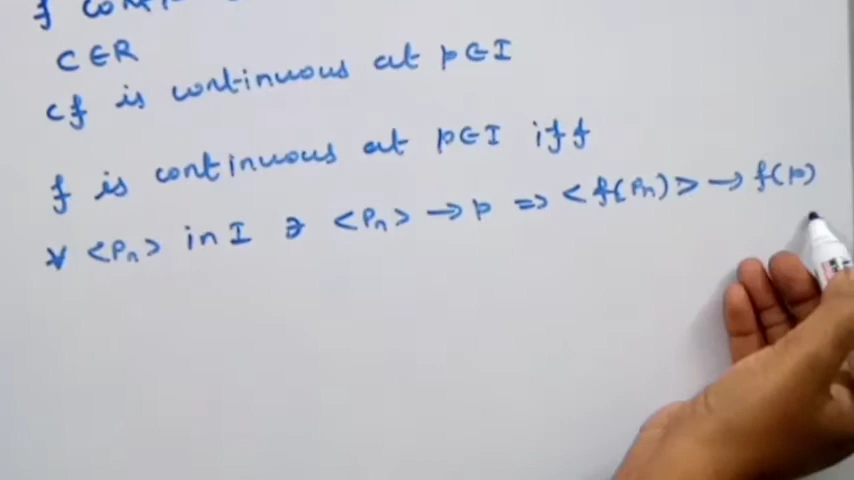 f
c ∈ R
cf is continuous at p ∈ I
f is continuous at p ∈ I iff
∀ <Pn> in I ∋ <Pn> → p => <f(Pn)> → f(p)